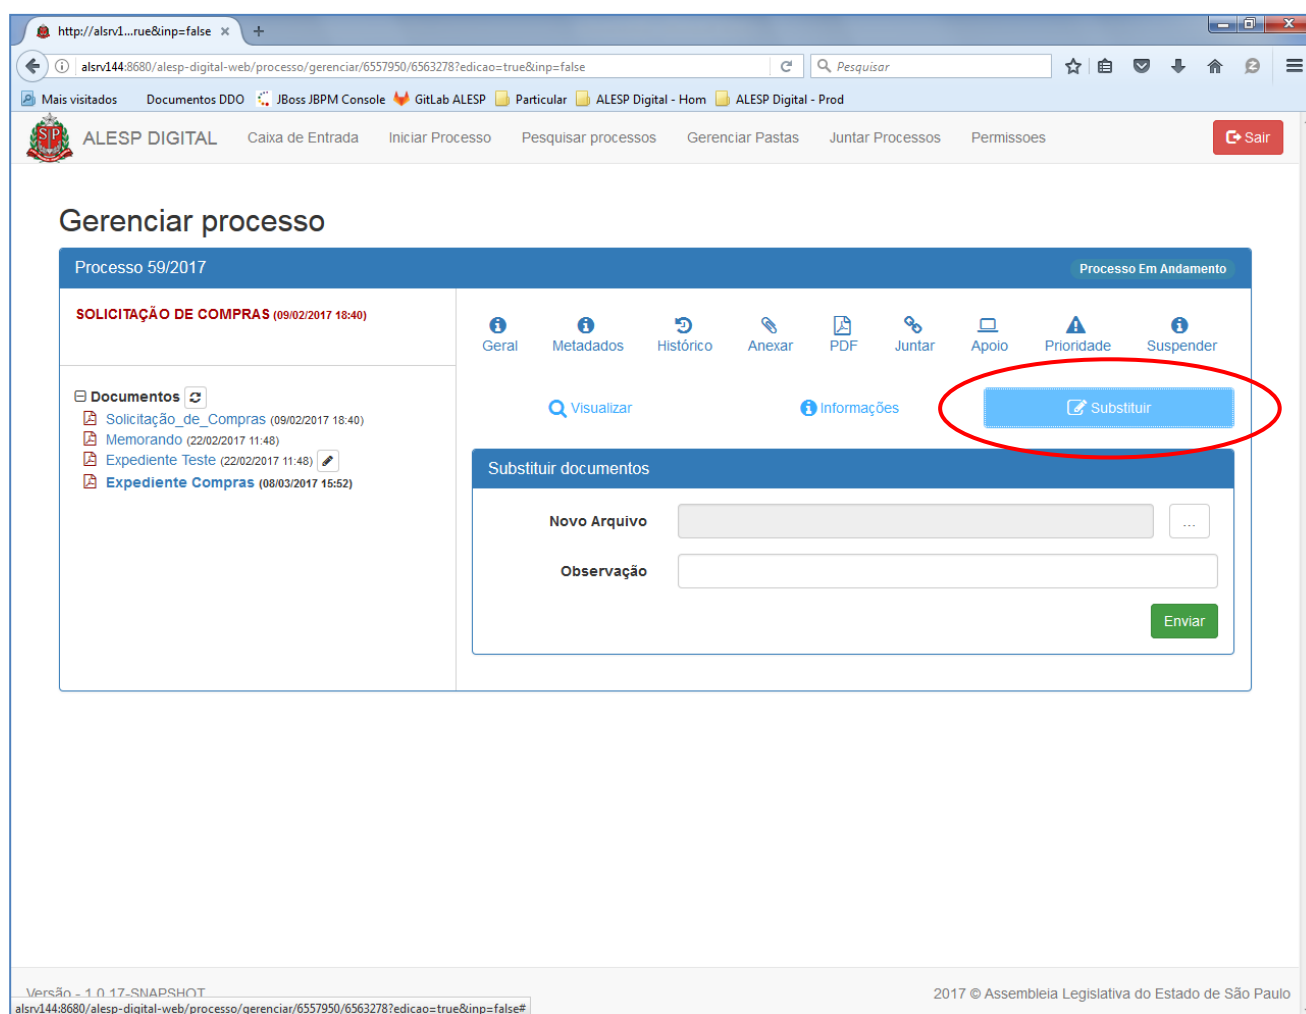 http://alsrv1...rue&inp=false × +
alsrv144:8680/alesp-digital-web/processo/gerenciar/6557950/6563278?edicao=true&inp=false Pesquisar
Mais visitados Documentos DDO JBoss JBPM Console GitLab ALESP Particular ALESP Digital - Hom ALESP Digital - Prod
SP ALESP DIGITAL Caixa de Entrada Iniciar Processo Pesquisar processos Gerenciar Pastas Juntar Processos Permissoes Sair
Gerenciar processo
Processo 59/2017 Processo Em Andamento
SOLICITAÇÃO DE COMPRAS (09/02/2017 18:40)
Geral Metadados Histórico Anexar PDF Juntar Apoio Prioridade Suspender
Documentos
Solicitação_de_Compras (09/02/2017 18:40)
Memorando (22/02/2017 11:48)
Expediente Teste (22/02/2017 11:48)
Expediente Compras (08/03/2017 15:52)
Visualizar Informações Substituir
Substituir documentos
Novo Arquivo ...
Observação
Enviar
Versão - 1.0.17-SNAPSHOT 2017 © Assembleia Legislativa do Estado de São Paulo
alsrv144:8680/alesp-digital-web/processo/gerenciar/6557950/6563278?edicao=true&inp=false#